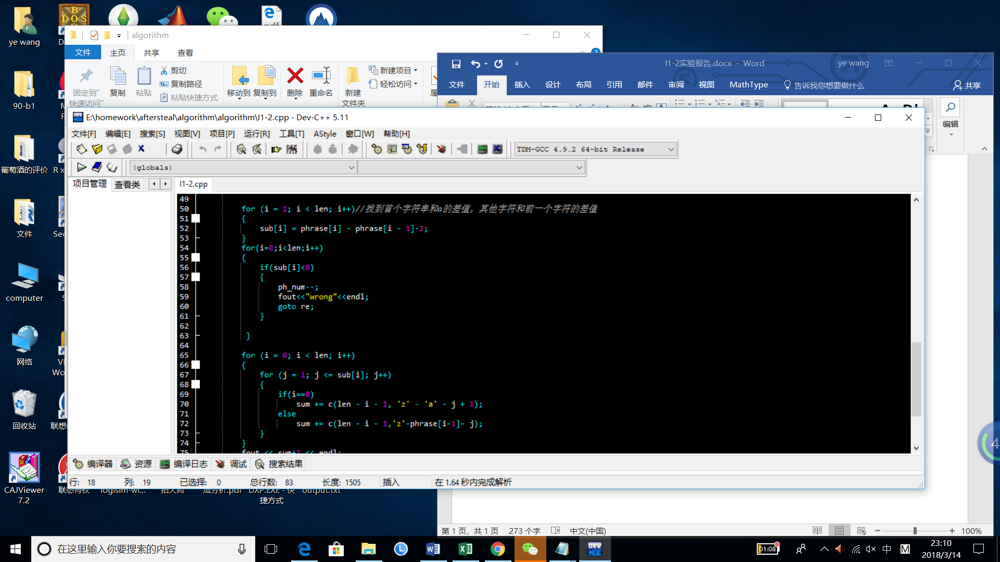 ye wang
90-b1
葡萄酒的评价
文件
computer
网络
回收站
CAJViewer
7.2
algorithm
文件
主页
共享
查看
固定到"
快速访问"
复制
粘贴
剪切
复制路径
粘贴快捷方式
移动到
复制到
删除
重命名
新建
文件夹
新建项目
轻松访问
l1-2实验报告.docx - Word
ye wang
文件
开始
插入
设计
布局
引用
邮件
审阅
视图
MathType
告诉我你想要做什么
共享
编辑
E:\homework\aftersteal\algorithm\algorithm\l1-2.cpp - Dev-C++ 5.11
文件[F]
编辑[E]
搜索[S]
视图[V]
项目[P]
运行[R]
工具[T]
AStyle
窗口[W]
帮助[H]
TDM-GCC 4.9.2 64-bit Release
(globals)
项目管理
查看类
l1-2.cpp
49
50 for (i = 1; i < len; i++)//找到首个字符串和a的差值，其他字符和前一个字符的差值
51 {
52 sub[i] = phrase[i] - phrase[i - 1]-1;
53 }
54 for(i=0;i<len;i++)
55 {
56 if(sub[i]<0)
57 {
58 ph_num--;
59 fout<<"wrong"<<endl;
60 goto re;
61 }
62
63 }
64
65 for (i = 0; i < len; i++)
66 {
67 for (j = 1; j <= sub[i]; j++)
68 {
69 if(i==0)
70 sum += c(len - i - 1, 'z' - 'a' - j + 1);
71 else
72 sum += c(len - i - 1,'z'-phrase[i-1]- j);
73 }
74 }
75 fout << sum+1 << endl;
编译器
资源
编译日志
调试
搜索结果
行: 18
列: 19
已选择: 0
总行数: 83
长度: 1505
插入
在 1.64 秒内完成解析
联想特权
logisim-wi...
层分析.pdf
DXP.EXE - 快
捷方式
output.txt
第 1 页，共 1 页
273 个字
中文(中国)
100%
在这里输入你要搜索的内容
01:08
中
M
23:10
2018/3/14